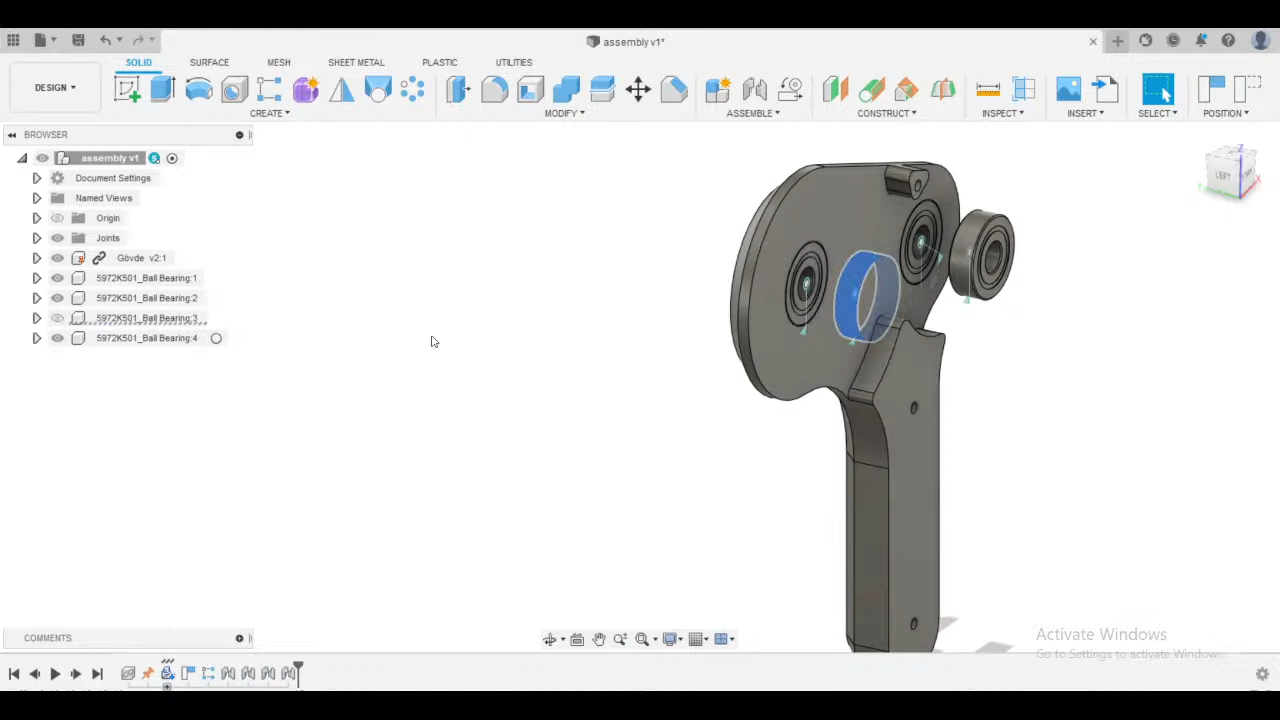 assembly v1*
DESIGN
SOLID
SURFACE
MESH
SHEET METAL
PLASTIC
UTILITIES
CREATE
MODIFY
ASSEMBLE
CONSTRUCT
INSPECT
INSERT
SELECT
POSITION
BROWSER
assembly v1
Document Settings
Named Views
Origin
Joints
Gövde v2:1
5972K501_Ball Bearing:1
5972K501_Ball Bearing:2
5972K501_Ball Bearing:3
5972K501_Ball Bearing:4
LEFT
Z
COMMENTS
Activate Windows
Go to Settings to activate Window